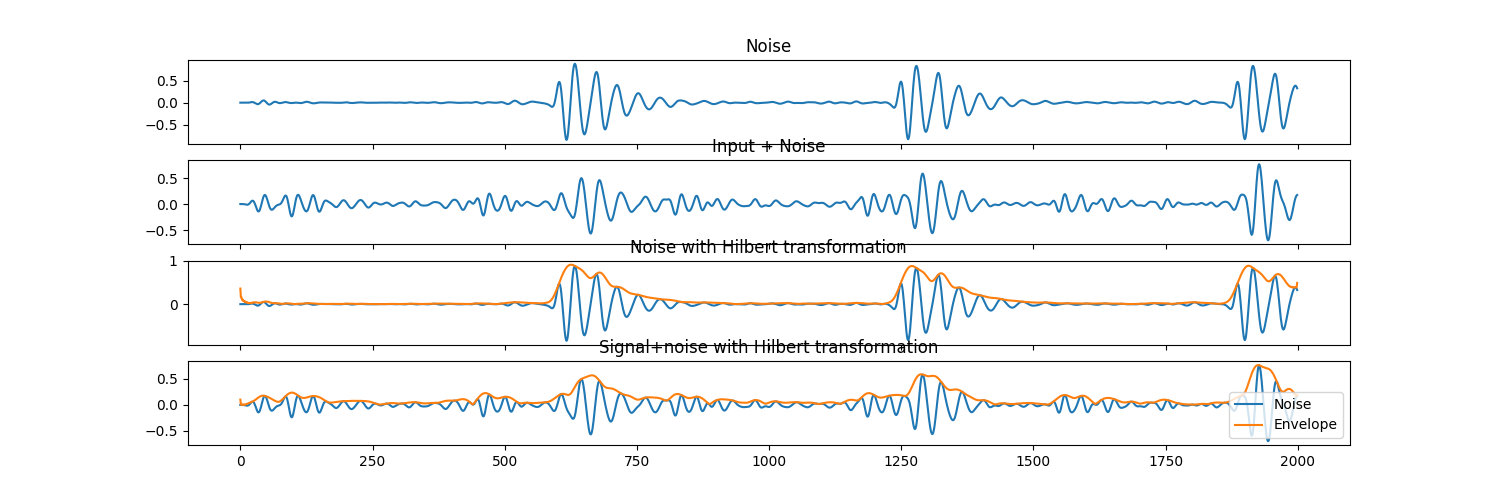 Noise
0.5
0.0
−0.5
Input + Noise
0.5
0.0
−0.5
Noise with Hilbert transformation
1
0
Signal+noise with Hilbert transformation
0.5
0.0
−0.5
Noise
Envelope
0 250 500 750 1000 1250 1500 1750 2000